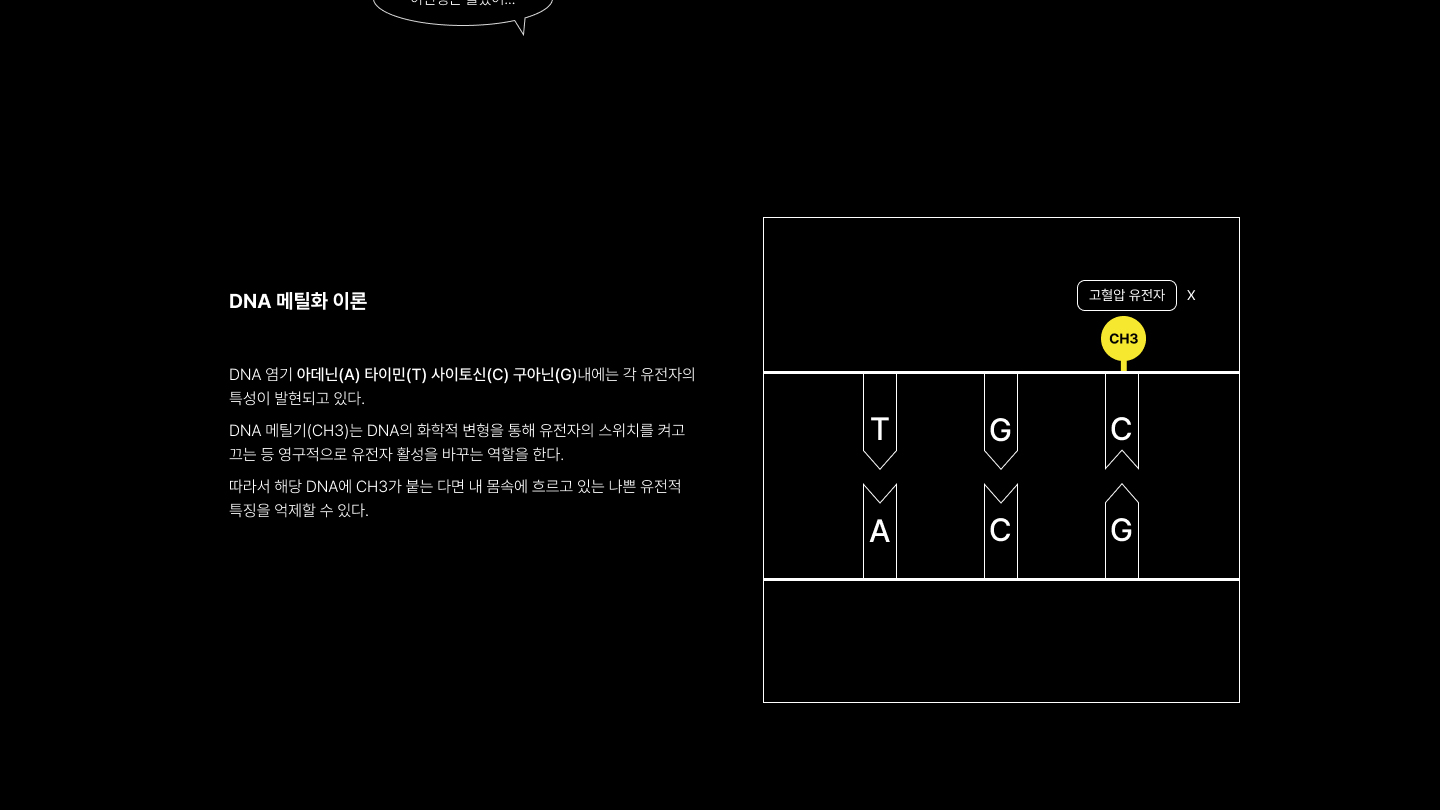 DNA 메틸화 이론
DNA 염기 아데닌(A) 타이민(T) 사이토신(C) 구아닌(G)내에는 각 유전자의
특성이 발현되고 있다.
DNA 메틸기(CH3)는 DNA의 화학적 변형을 통해 유전자의 스위치를 켜고
끄는 등 영구적으로 유전자 활성을 바꾸는 역할을 한다.
따라서 해당 DNA에 CH3가 붙는 다면 내 몸속에 흐르고 있는 나쁜 유전적
특징을 억제할 수 있다.
고혈압 유전자 X
CH3
T G C
A C G